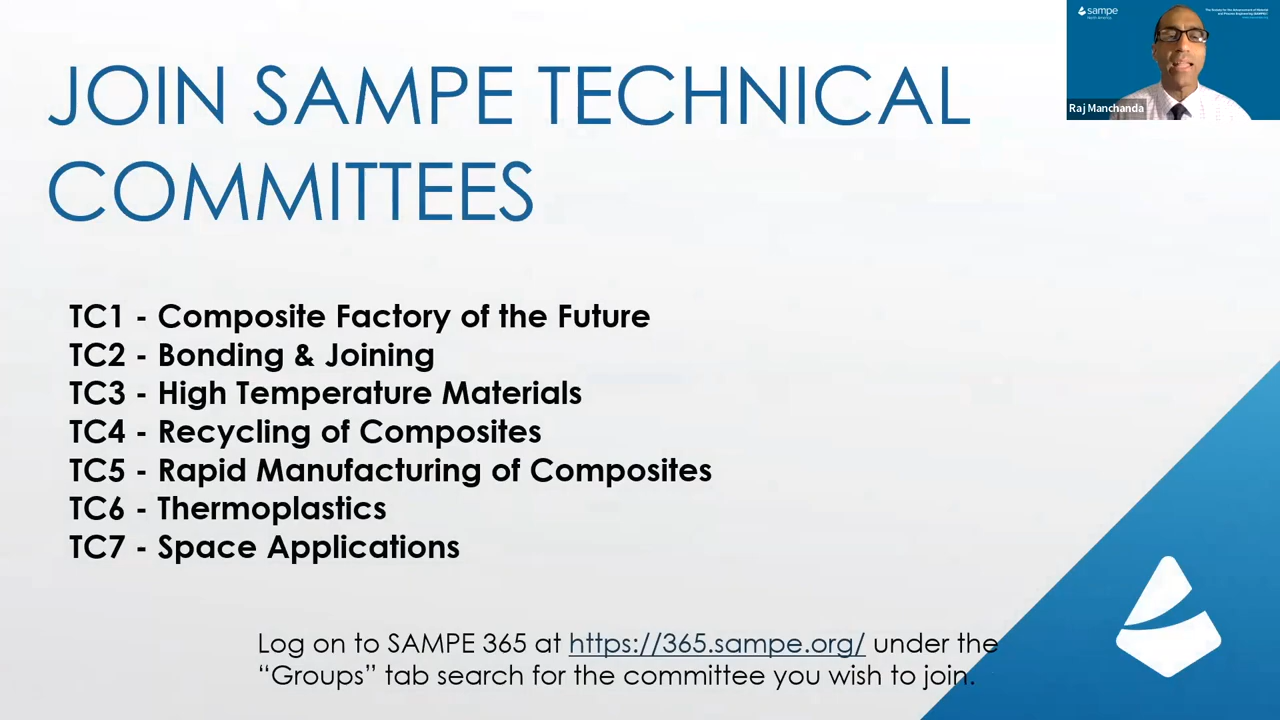 JOIN SAMPE TECHNICAL
COMMITTEES
sampe
North America
Raj Manchanda
TC1 - Composite Factory of the Future
TC2 - Bonding & Joining
TC3 - High Temperature Materials
TC4 - Recycling of Composites
TC5 - Rapid Manufacturing of Composites
TC6 - Thermoplastics
TC7 - Space Applications
Log on to SAMPE 365 at https://365.sampe.org/ under the
“Groups” tab search for the committee you wish to join.